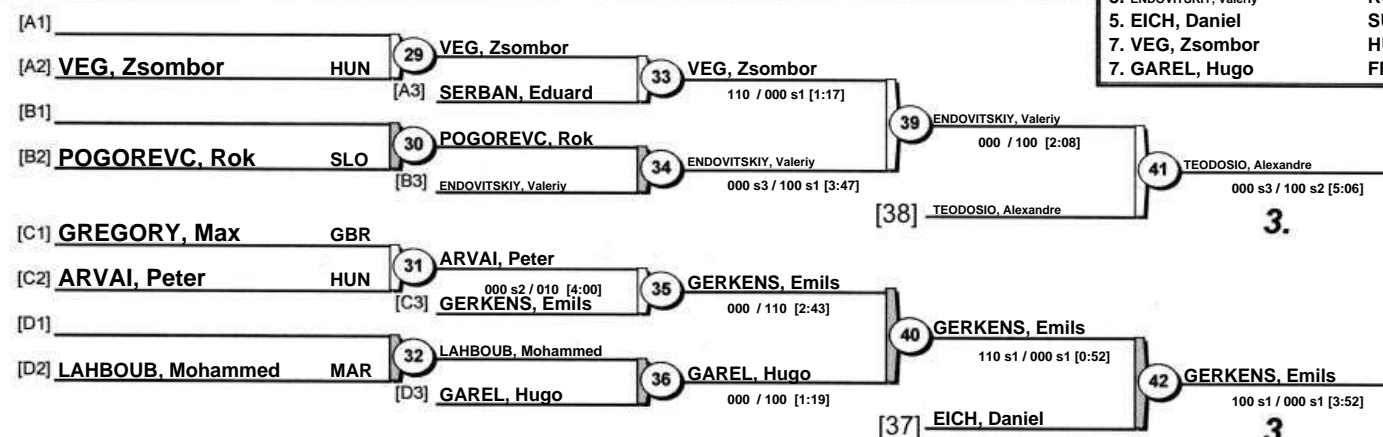 5. ENDOVITSKIY, Valeriy
5. EICH, Daniel
7. VEG, Zsombor
7. GAREL, Hugo FR
[A1]
[A2] VEG, Zsombor HUN
29 VEG, Zsombor
[A3] SERBAN, Eduard
33 VEG, Zsombor
110 / 000 s1 [1:17]
[B1]
[B2] POGOREVC, Rok SLO
30 POGOREVC, Rok
[B3] ENDOVITSKIY, Valeriy
34 ENDOVITSKIY, Valeriy
000 s3 / 100 s1 [3:47]
39 ENDOVITSKIY, Valeriy
000 / 100 [2:08]
[38] TEODOSIO, Alexandre
41 TEODOSIO, Alexandre
000 s3 / 100 s2 [5:06]
3.
[C1] GREGORY, Max GBR
[C2] ARVAI, Peter HUN
31 ARVAI, Peter
000 s2 / 010 [4:00]
[C3] GERKENS, Emils
35 GERKENS, Emils
000 / 110 [2:43]
[D1]
[D2] LAHBOUB, Mohammed MAR
32 LAHBOUB, Mohammed
[D3] GAREL, Hugo
36 GAREL, Hugo
000 / 100 [1:19]
40 GERKENS, Emils
110 s1 / 000 s1 [0:52]
[37] EICH, Daniel
42 GERKENS, Emils
100 s1 / 000 s1 [3:52]
3